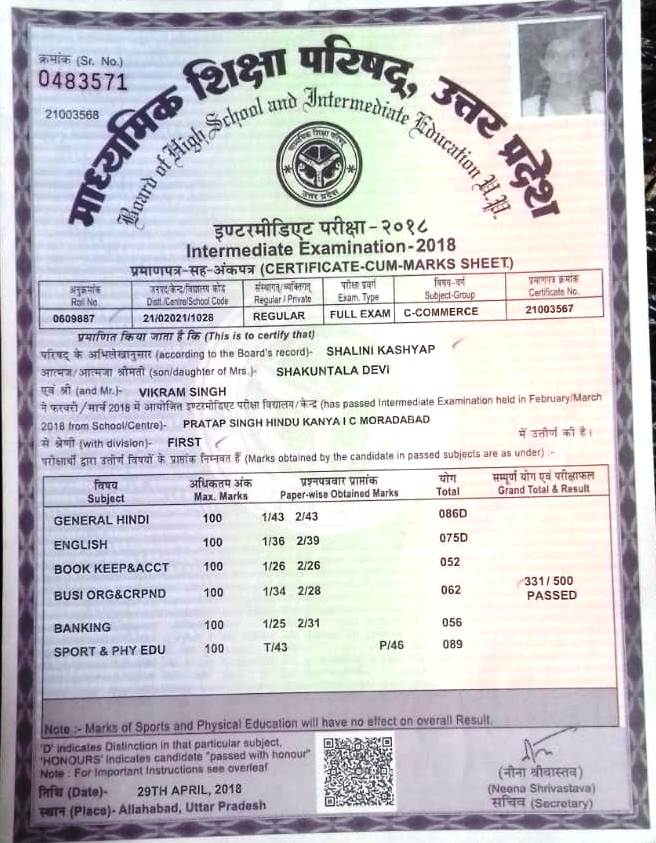 क्रमांक (Sr. No.)
0483571
21003568
माध्यमिक शिक्षा परिषद्, उत्तर प्रदेश
Board of High School and Intermediate Education U.P.
माध्यमिक शिक्षा परिषद
उत्तर प्रदेश
इण्टरमीडिएट परीक्षा - २०१८
Intermediate Examination-2018
प्रमाणपत्र-सह-अंकपत्र (CERTIFICATE-CUM-MARKS SHEET)
अनुक्रमांक जनपद/केन्द्र/विद्यालय कोड संस्थागत/व्यक्तिगत परीक्षा प्रवर्ग विषय-वर्ग प्रमाणपत्र क्रमांक
Roll No. Distt./Centre/School Code Regular / Private Exam. Type Subject-Group Certificate No.
0609887 21/02021/1028 REGULAR FULL EXAM C-COMMERCE 21003567
प्रमाणित किया जाता है कि (This is to certify that)
परिषद् के अभिलेखानुसार (according to the Board's record)- SHALINI KASHYAP
आत्मज/आत्मजा श्रीमती (son/daughter of Mrs.)- SHAKUNTALA DEVI
एवं श्री (and Mr.)- VIKRAM SINGH
ने फरवरी/मार्च 2018 में आयोजित इण्टरमीडिएट परीक्षा विद्यालय/केन्द्र (has passed Intermediate Examination held in February/March
2018 from School/Centre)- PRATAP SINGH HINDU KANYA I C MORADABAD
से श्रेणी (with division)- FIRST में उत्तीर्ण की है।
परीक्षार्थी द्वारा उत्तीर्ण विषयों के प्राप्तांक निम्नवत हैं (Marks obtained by the candidate in passed subjects are as under) :-
विषय अधिकतम अंक प्रश्नपत्रवार प्राप्तांक योग सम्पूर्ण योग एवं परीक्षाफल
Subject Max. Marks Paper-wise Obtained Marks Total Grand Total & Result
GENERAL HINDI 100 1/43 2/43 086D
ENGLISH 100 1/36 2/39 075D
BOOK KEEP&ACCT 100 1/26 2/26 052
BUSI ORG&CRPND 100 1/34 2/28 062 331/500
PASSED
BANKING 100 1/25 2/31 056
SPORT & PHY EDU 100 T/43 P/46 089
Note :- Marks of Sports and Physical Education will have no effect on overall Result.
'D' indicates Distinction in that particular subject,
'HONOURS' indicates candidate "passed with honour"
Note : For Important Instructions see overleaf
तिथि (Date)- 29TH APRIL, 2018
स्थान (Place)- Allahabad, Uttar Pradesh
(नीना श्रीवास्तव)
(Neena Shrivastava)
सचिव (Secretary)